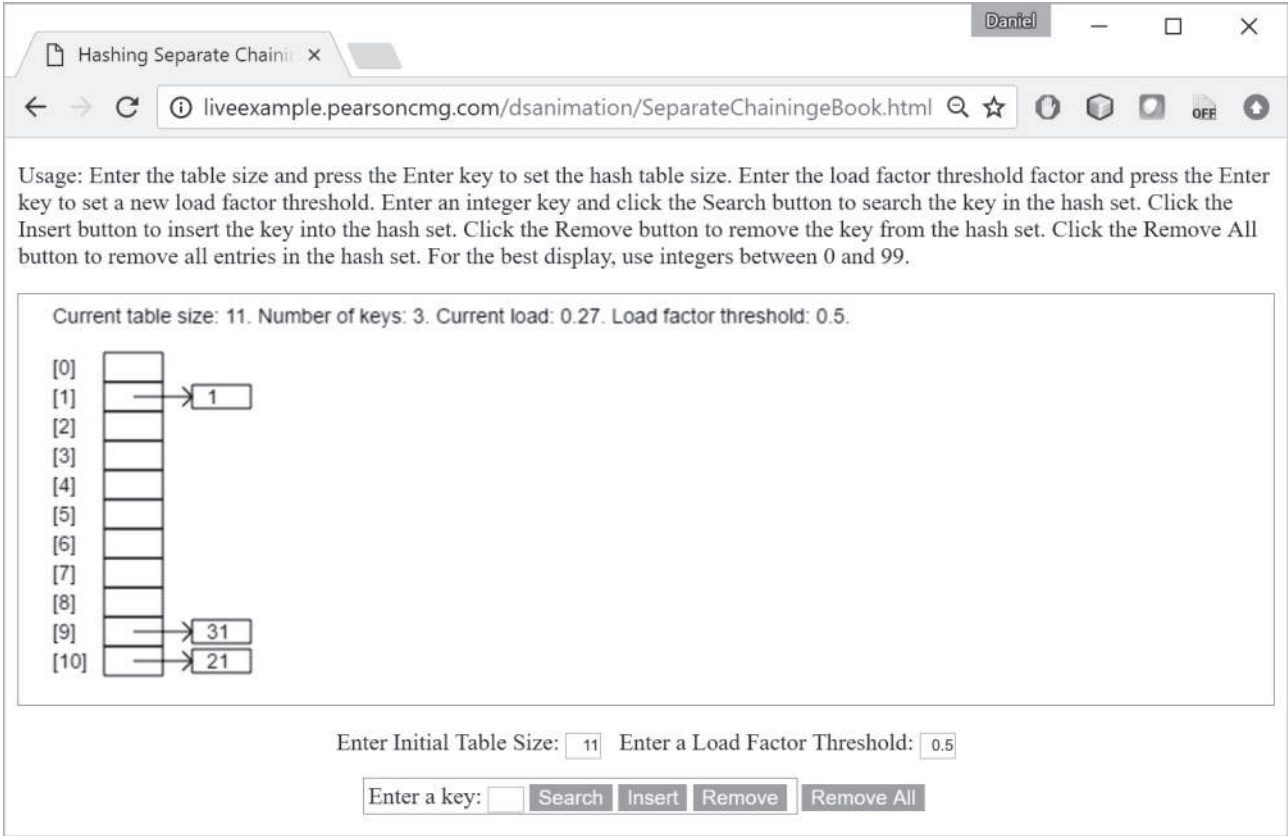 Daniel
Hashing Separate Chainin
liveexample.pearsoncmg.com/dsanimation/SeparateChainingeBook.html
OFF
Usage: Enter the table size and press the Enter key to set the hash table size. Enter the load factor threshold factor and press the Enter
key to set a new load factor threshold. Enter an integer key and click the Search button to search the key in the hash set. Click the
Insert button to insert the key into the hash set. Click the Remove button to remove the key from the hash set. Click the Remove All
button to remove all entries in the hash set. For the best display, use integers between 0 and 99.
Current table size: 11. Number of keys: 3. Current load: 0.27. Load factor threshold: 0.5.
[0]
[1] 1
[2]
[3]
[4]
[5]
[6]
[7]
[8]
[9] 31
[10] 21
Enter Initial Table Size: 11 Enter a Load Factor Threshold: 0.5
Enter a key: Search Insert Remove Remove All